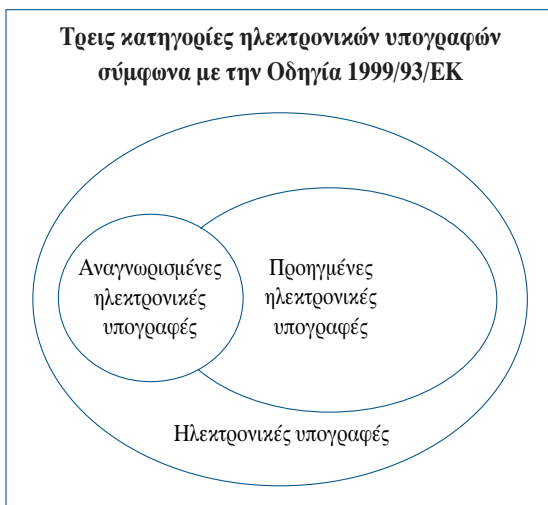 Τρεις κατηγορίες ηλεκτρονικών υπογραφών
σύμφωνα με την Οδηγία 1999/93/ΕΚ
Αναγνωρισμένες
ηλεκτρονικές
υπογραφές
Προηγμένες
ηλεκτρονικές
υπογραφές
Ηλεκτρονικές υπογραφές